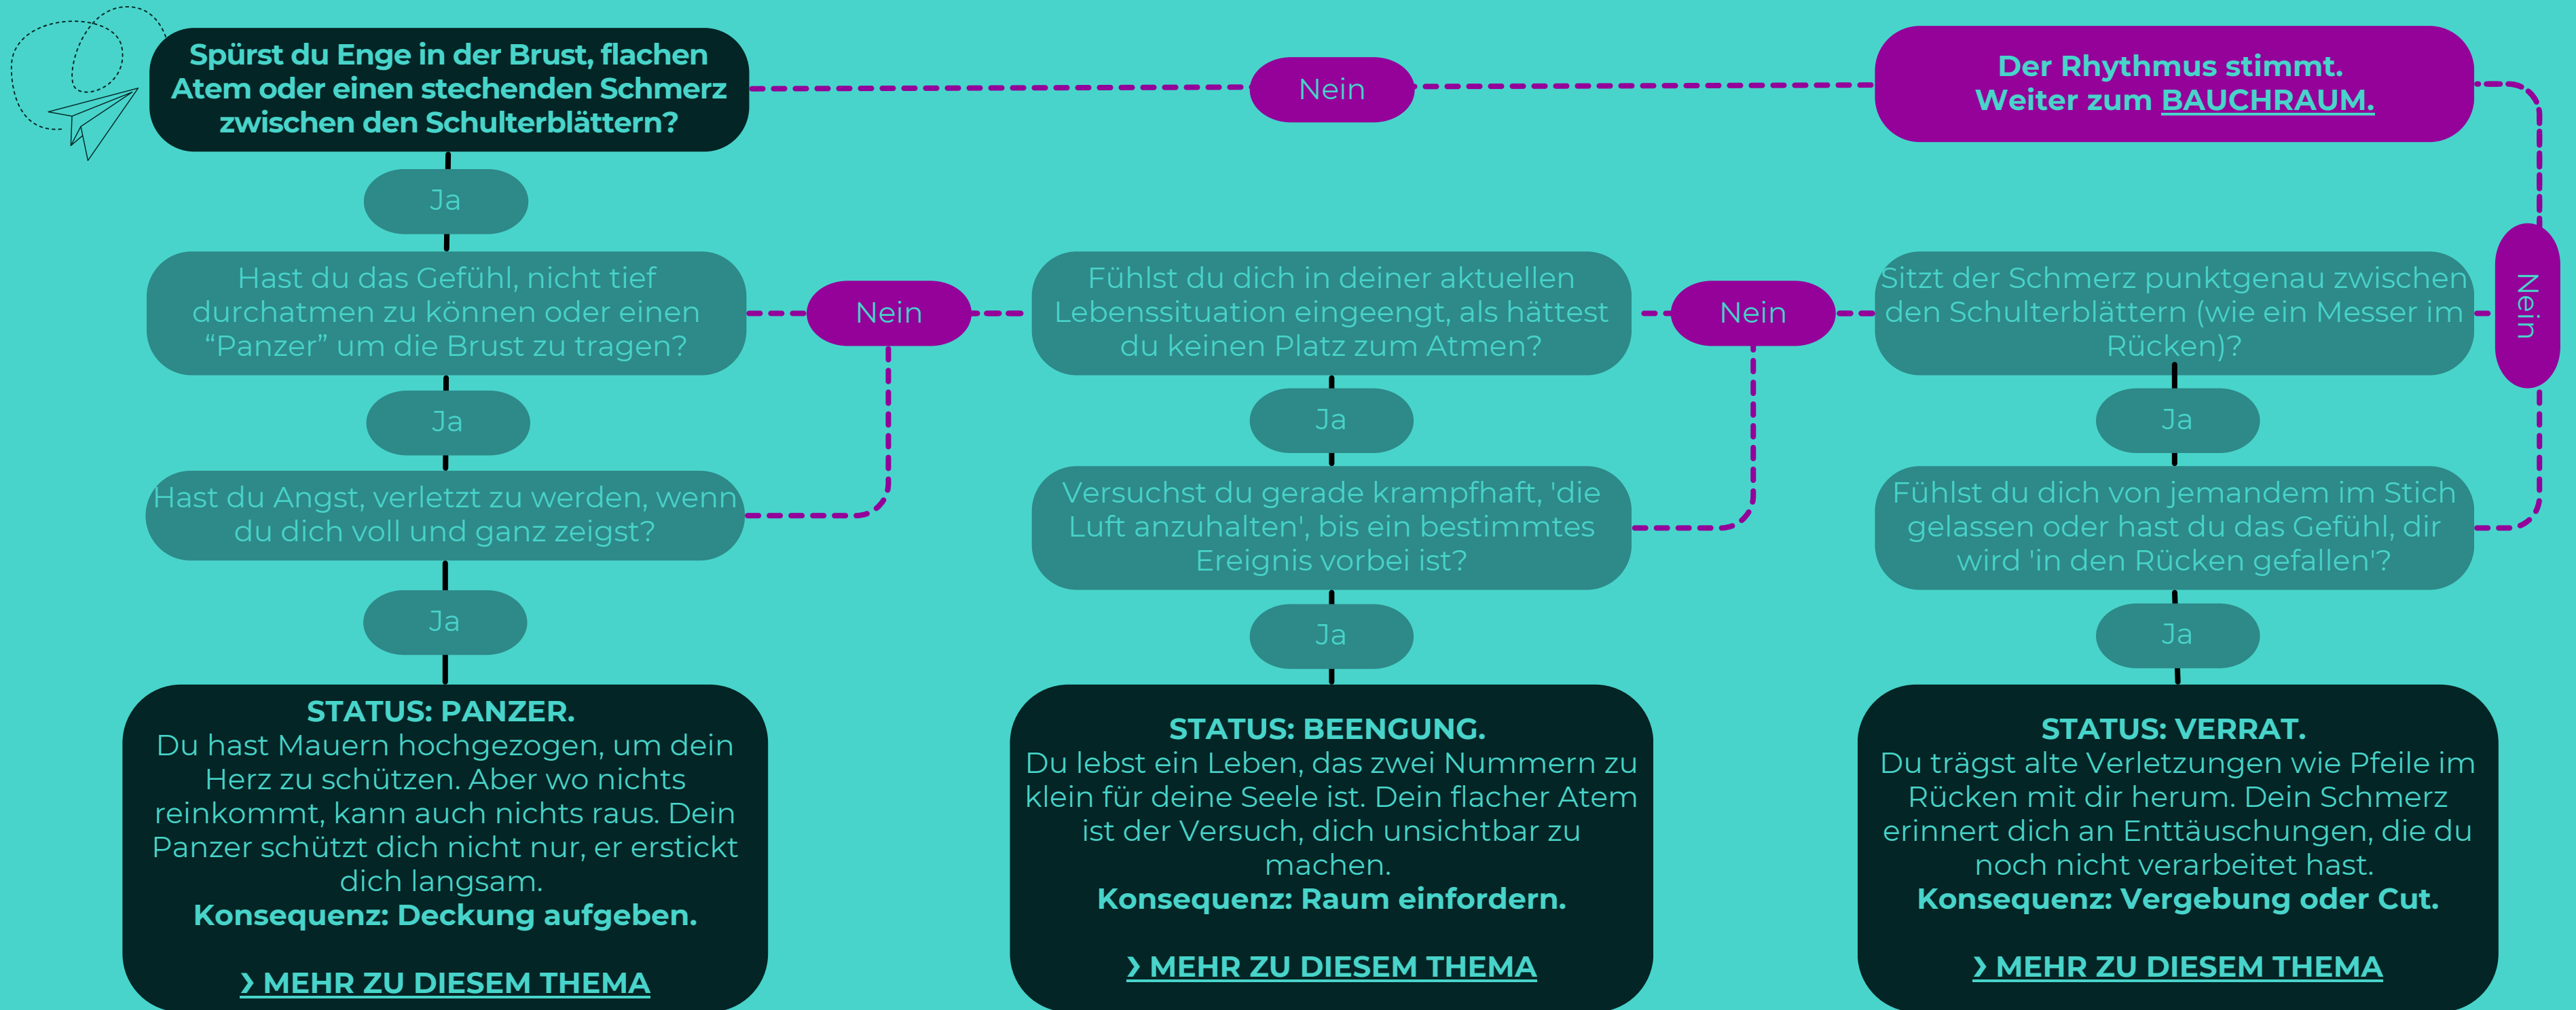 Spürst du Enge in der Brust, flachen
Atem oder einen stechenden Schmerz
zwischen den Schulterblättern?
Nein
Der Rhythmus stimmt.
Weiter zum BAUCHRAUM.
Ja
Hast du das Gefühl, nicht tief
durchatmen zu können oder einen
“Panzer” um die Brust zu tragen?
Nein
Fühlst du dich in deiner aktuellen
Lebenssituation eingeengt, als hättest
du keinen Platz zum Atmen?
Nein
Sitzt der Schmerz punktgenau zwischen
den Schulterblättern (wie ein Messer im
Rücken)?
Nein
Ja
Ja
Ja
Hast du Angst, verletzt zu werden, wenn
du dich voll und ganz zeigst?
Versuchst du gerade krampfhaft, 'die
Luft anzuhalten', bis ein bestimmtes
Ereignis vorbei ist?
Fühlst du dich von jemandem im Stich
gelassen oder hast du das Gefühl, dir
wird 'in den Rücken gefallen'?
Ja
Ja
Ja
STATUS: PANZER.
Du hast Mauern hochgezogen, um dein
Herz zu schützen. Aber wo nichts
reinkommt, kann auch nichts raus. Dein
Panzer schützt dich nicht nur, er erstickt
dich langsam.
Konsequenz: Deckung aufgeben.
❯ MEHR ZU DIESEM THEMA
STATUS: BEENGUNG.
Du lebst ein Leben, das zwei Nummern zu
klein für deine Seele ist. Dein flacher Atem
ist der Versuch, dich unsichtbar zu
machen.
Konsequenz: Raum einfordern.
❯ MEHR ZU DIESEM THEMA
STATUS: VERRAT.
Du trägst alte Verletzungen wie Pfeile im
Rücken mit dir herum. Dein Schmerz
erinnert dich an Enttäuschungen, die du
noch nicht verarbeitet hast.
Konsequenz: Vergebung oder Cut.
❯ MEHR ZU DIESEM THEMA